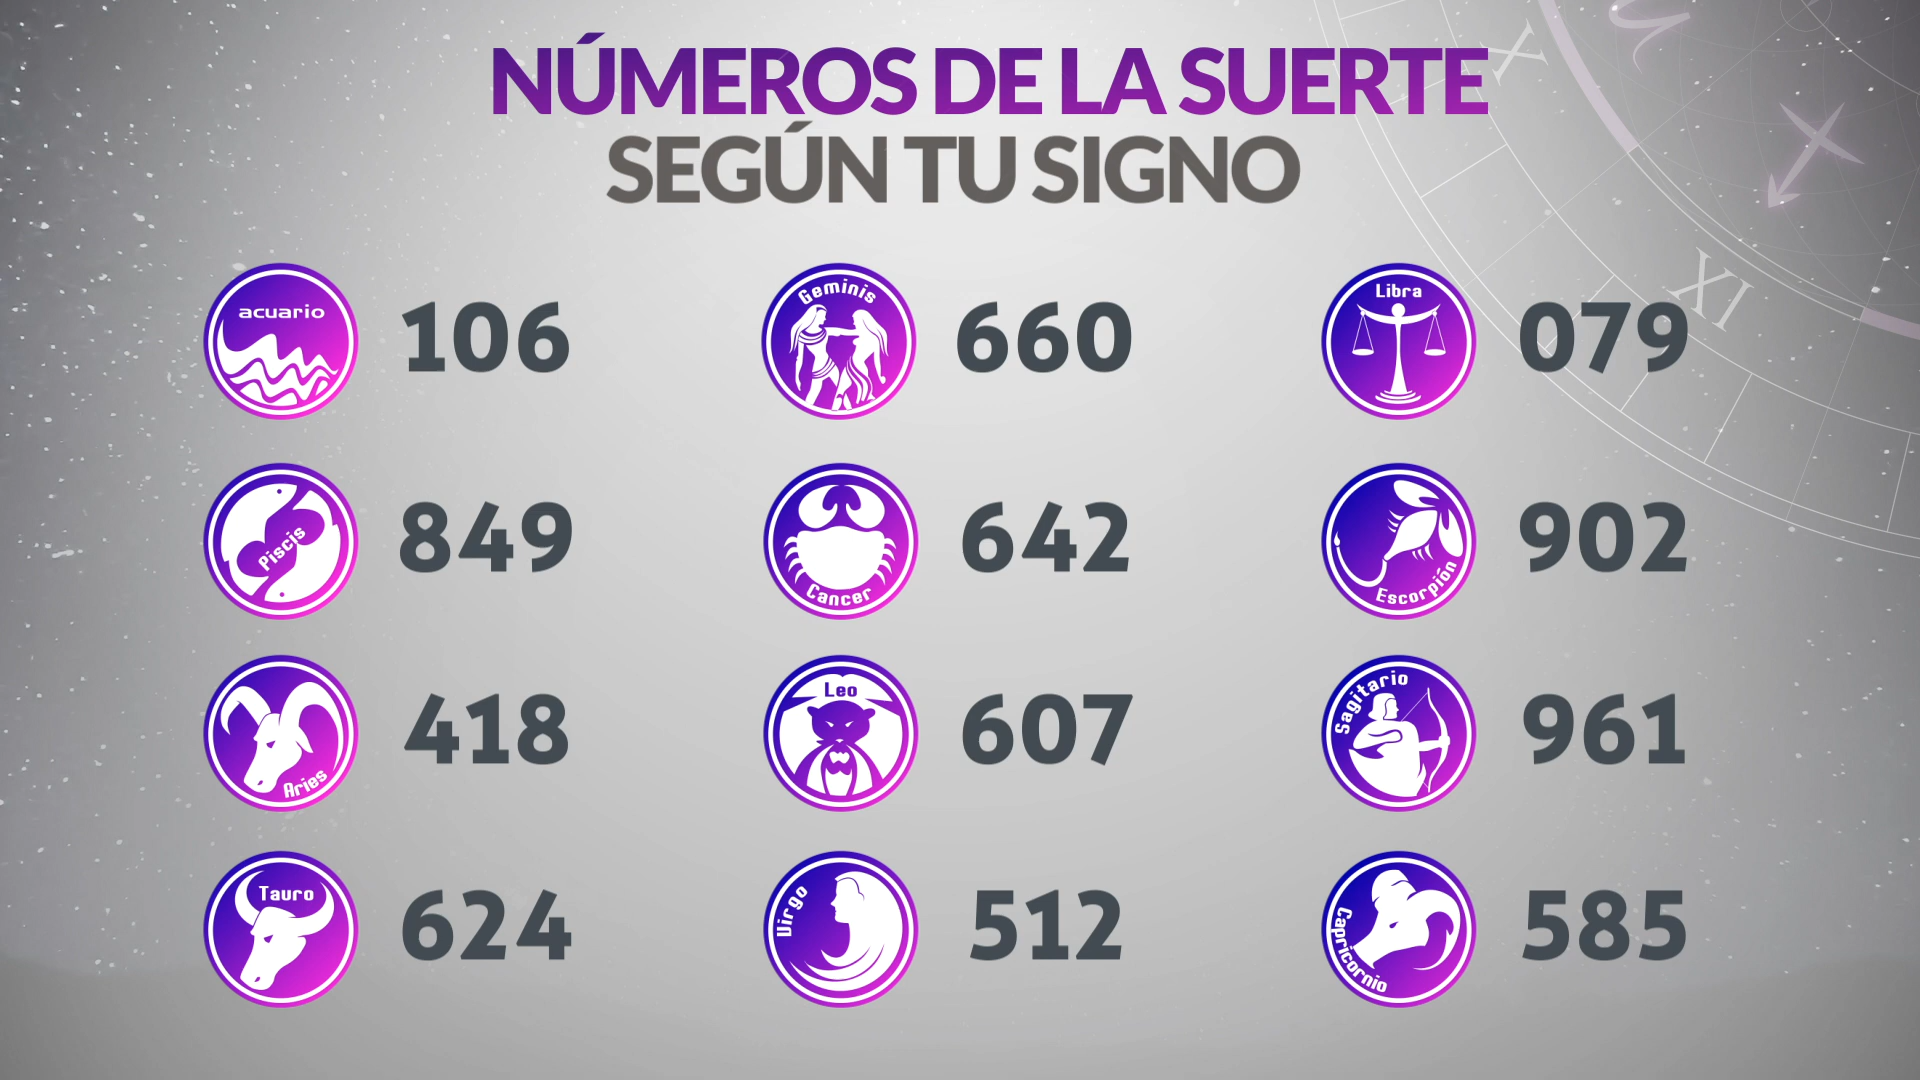 NÚMEROS DE LA SUERTE
SEGÚN TU SIGNO
X
XI
acuario 106
Geminis 660
Libra 079
Piscis 849
Cancer 642
Escorpión 902
Aries 418
Leo 607
Sagitario 961
Tauro 624
Virgo 512
Capricornio 585